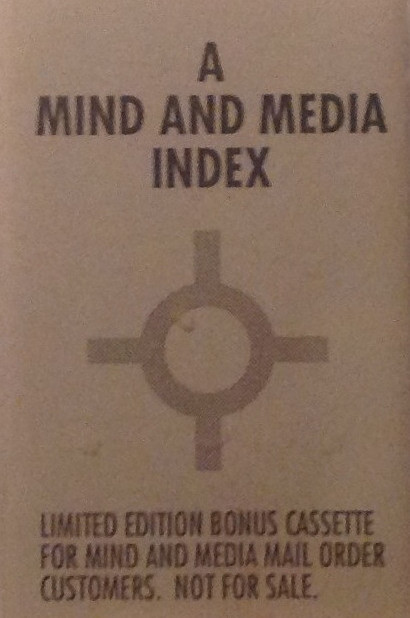 A
MIND AND MEDIA
INDEX
LIMITED EDITION BONUS CASSETTE
FOR MIND AND MEDIA MAIL ORDER
CUSTOMERS. NOT FOR SALE.